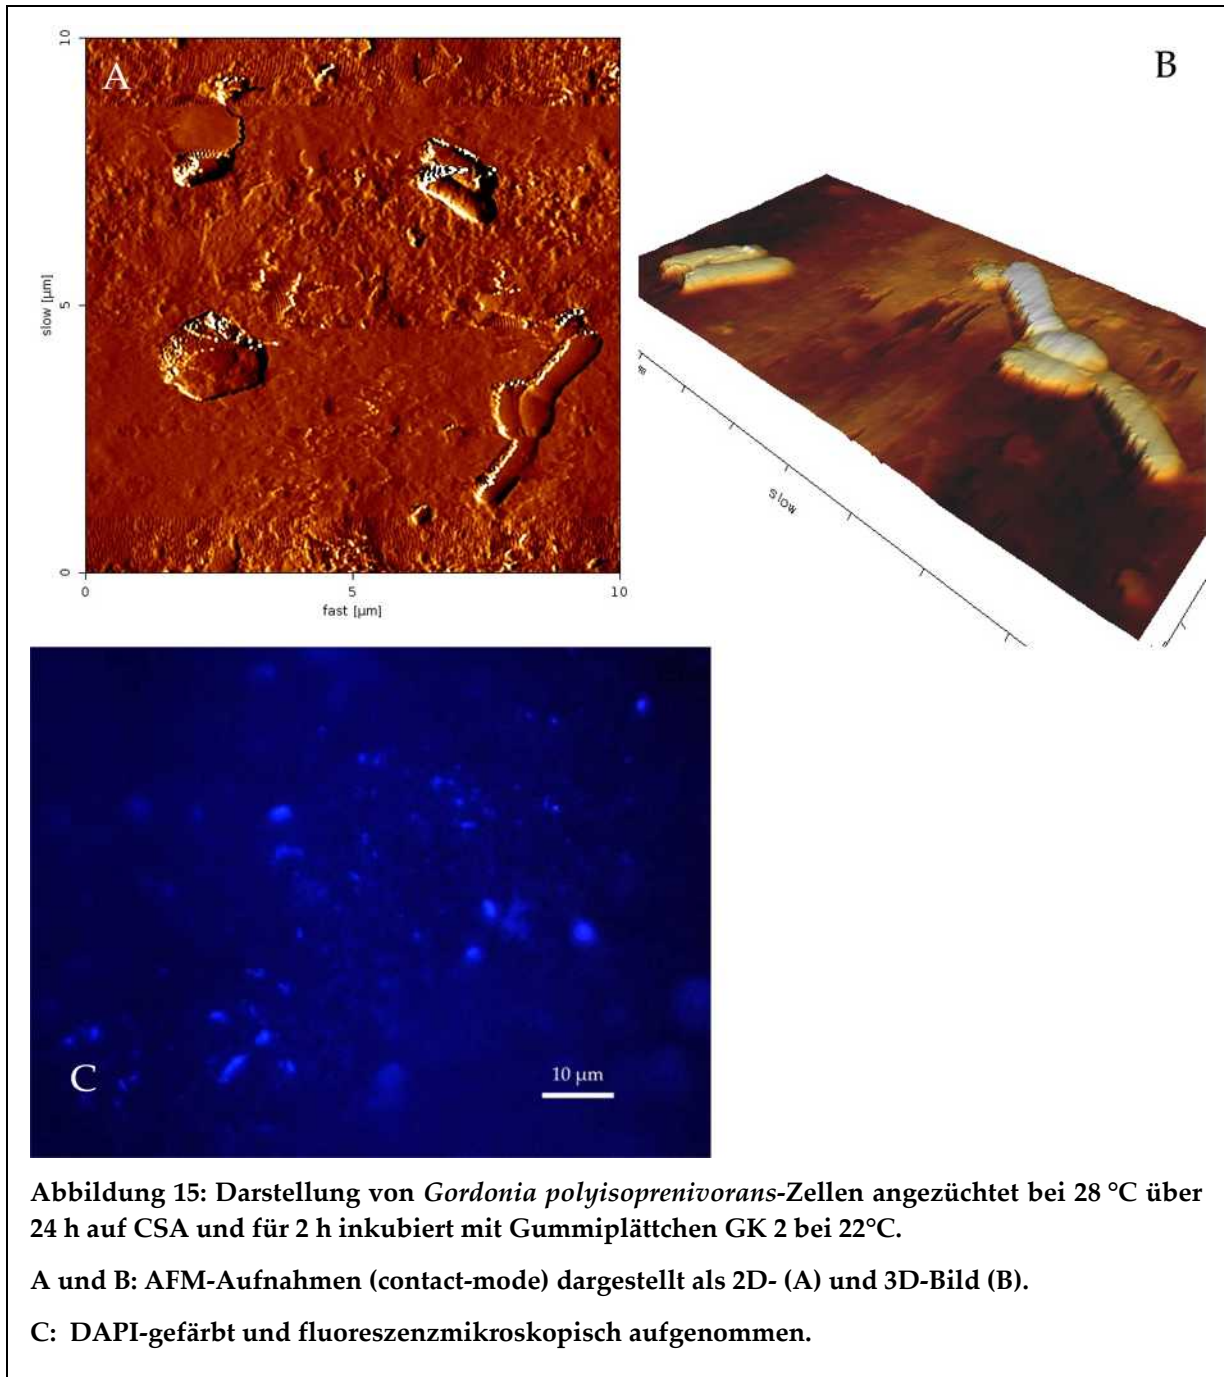 A
B
10
5
0
slow [µm]
0
5
10
fast [µm]
slow
C
10 µm
Abbildung 15: Darstellung von Gordonia polyisoprenivorans-Zellen angezüchtet bei 28 °C über
24 h auf CSA und für 2 h inkubiert mit Gummiplättchen GK 2 bei 22°C.
A und B: AFM-Aufnahmen (contact-mode) dargestellt als 2D- (A) und 3D-Bild (B).
C: DAPI-gefärbt und fluoreszenzmikroskopisch aufgenommen.